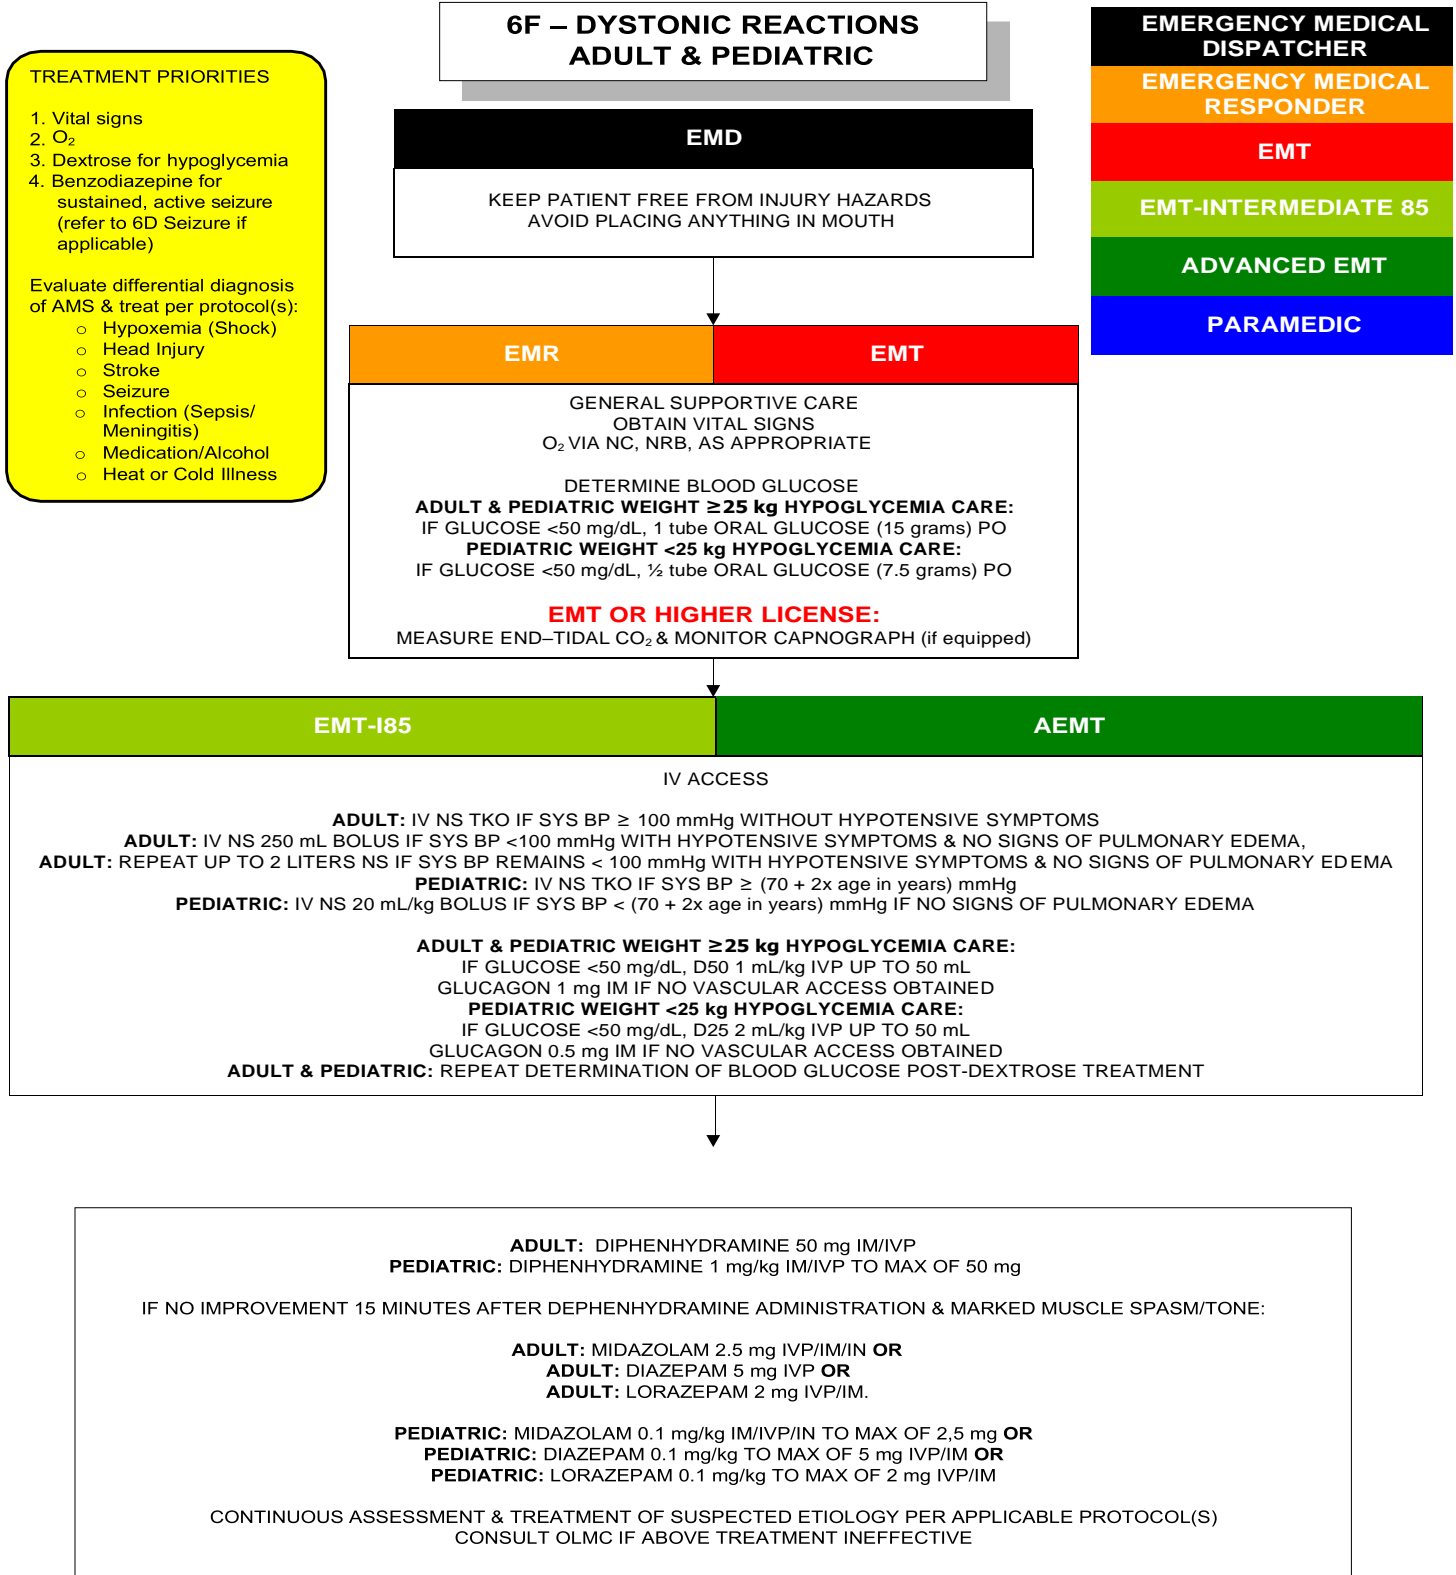 6F – DYSTONIC REACTIONS
ADULT & PEDIATRIC
EMERGENCY MEDICAL
DISPATCHER
EMERGENCY MEDICAL
RESPONDER
EMT
EMT-INTERMEDIATE 85
ADVANCED EMT
PARAMEDIC
TREATMENT PRIORITIES
1. Vital signs
2. O₂
3. Dextrose for hypoglycemia
4. Benzodiazepine for
sustained, active seizure
(refer to 6D Seizure if
applicable)
Evaluate differential diagnosis
of AMS & treat per protocol(s):
o Hypoxemia (Shock)
o Head Injury
o Stroke
o Seizure
o Infection (Sepsis/
Meningitis)
o Medication/Alcohol
o Heat or Cold Illness
EMD
KEEP PATIENT FREE FROM INJURY HAZARDS
AVOID PLACING ANYTHING IN MOUTH
EMR
EMT
GENERAL SUPPORTIVE CARE
OBTAIN VITAL SIGNS
O₂ VIA NC, NRB, AS APPROPRIATE
DETERMINE BLOOD GLUCOSE
ADULT & PEDIATRIC WEIGHT ≥25 kg HYPOGLYCEMIA CARE:
IF GLUCOSE <50 mg/dL, 1 tube ORAL GLUCOSE (15 grams) PO
PEDIATRIC WEIGHT <25 kg HYPOGLYCEMIA CARE:
IF GLUCOSE <50 mg/dL, ½ tube ORAL GLUCOSE (7.5 grams) PO
EMT OR HIGHER LICENSE:
MEASURE END–TIDAL CO₂ & MONITOR CAPNOGRAPH (if equipped)
EMT-I85
AEMT
IV ACCESS
ADULT: IV NS TKO IF SYS BP ≥ 100 mmHg WITHOUT HYPOTENSIVE SYMPTOMS
ADULT: IV NS 250 mL BOLUS IF SYS BP <100 mmHg WITH HYPOTENSIVE SYMPTOMS & NO SIGNS OF PULMONARY EDEMA,
ADULT: REPEAT UP TO 2 LITERS NS IF SYS BP REMAINS < 100 mmHg WITH HYPOTENSIVE SYMPTOMS & NO SIGNS OF PULMONARY EDEMA
PEDIATRIC: IV NS TKO IF SYS BP ≥ (70 + 2x age in years) mmHg
PEDIATRIC: IV NS 20 mL/kg BOLUS IF SYS BP < (70 + 2x age in years) mmHg IF NO SIGNS OF PULMONARY EDEMA
ADULT & PEDIATRIC WEIGHT ≥25 kg HYPOGLYCEMIA CARE:
IF GLUCOSE <50 mg/dL, D50 1 mL/kg IVP UP TO 50 mL
GLUCAGON 1 mg IM IF NO VASCULAR ACCESS OBTAINED
PEDIATRIC WEIGHT <25 kg HYPOGLYCEMIA CARE:
IF GLUCOSE <50 mg/dL, D25 2 mL/kg IVP UP TO 50 mL
GLUCAGON 0.5 mg IM IF NO VASCULAR ACCESS OBTAINED
ADULT & PEDIATRIC: REPEAT DETERMINATION OF BLOOD GLUCOSE POST-DEXTROSE TREATMENT
ADULT: DIPHENHYDRAMINE 50 mg IM/IVP
PEDIATRIC: DIPHENHYDRAMINE 1 mg/kg IM/IVP TO MAX OF 50 mg
IF NO IMPROVEMENT 15 MINUTES AFTER DEPHENHYDRAMINE ADMINISTRATION & MARKED MUSCLE SPASM/TONE:
ADULT: MIDAZOLAM 2.5 mg IVP/IM/IN OR
ADULT: DIAZEPAM 5 mg IVP OR
ADULT: LORAZEPAM 2 mg IVP/IM.
PEDIATRIC: MIDAZOLAM 0.1 mg/kg IM/IVP/IN TO MAX OF 2,5 mg OR
PEDIATRIC: DIAZEPAM 0.1 mg/kg TO MAX OF 5 mg IVP/IM OR
PEDIATRIC: LORAZEPAM 0.1 mg/kg TO MAX OF 2 mg IVP/IM
CONTINUOUS ASSESSMENT & TREATMENT OF SUSPECTED ETIOLOGY PER APPLICABLE PROTOCOL(S)
CONSULT OLMC IF ABOVE TREATMENT INEFFECTIVE